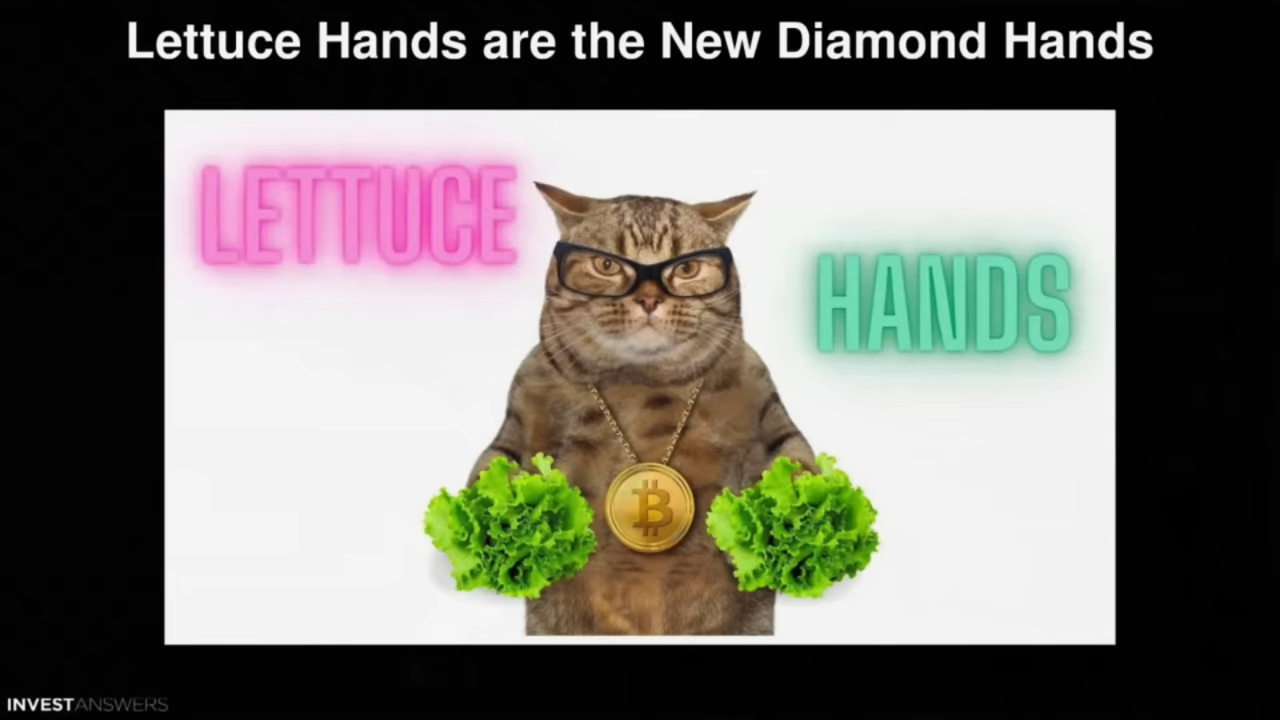 Lettuce Hands are the New Diamond Hands
LETTUCE
HANDS
INVESTANSWERS